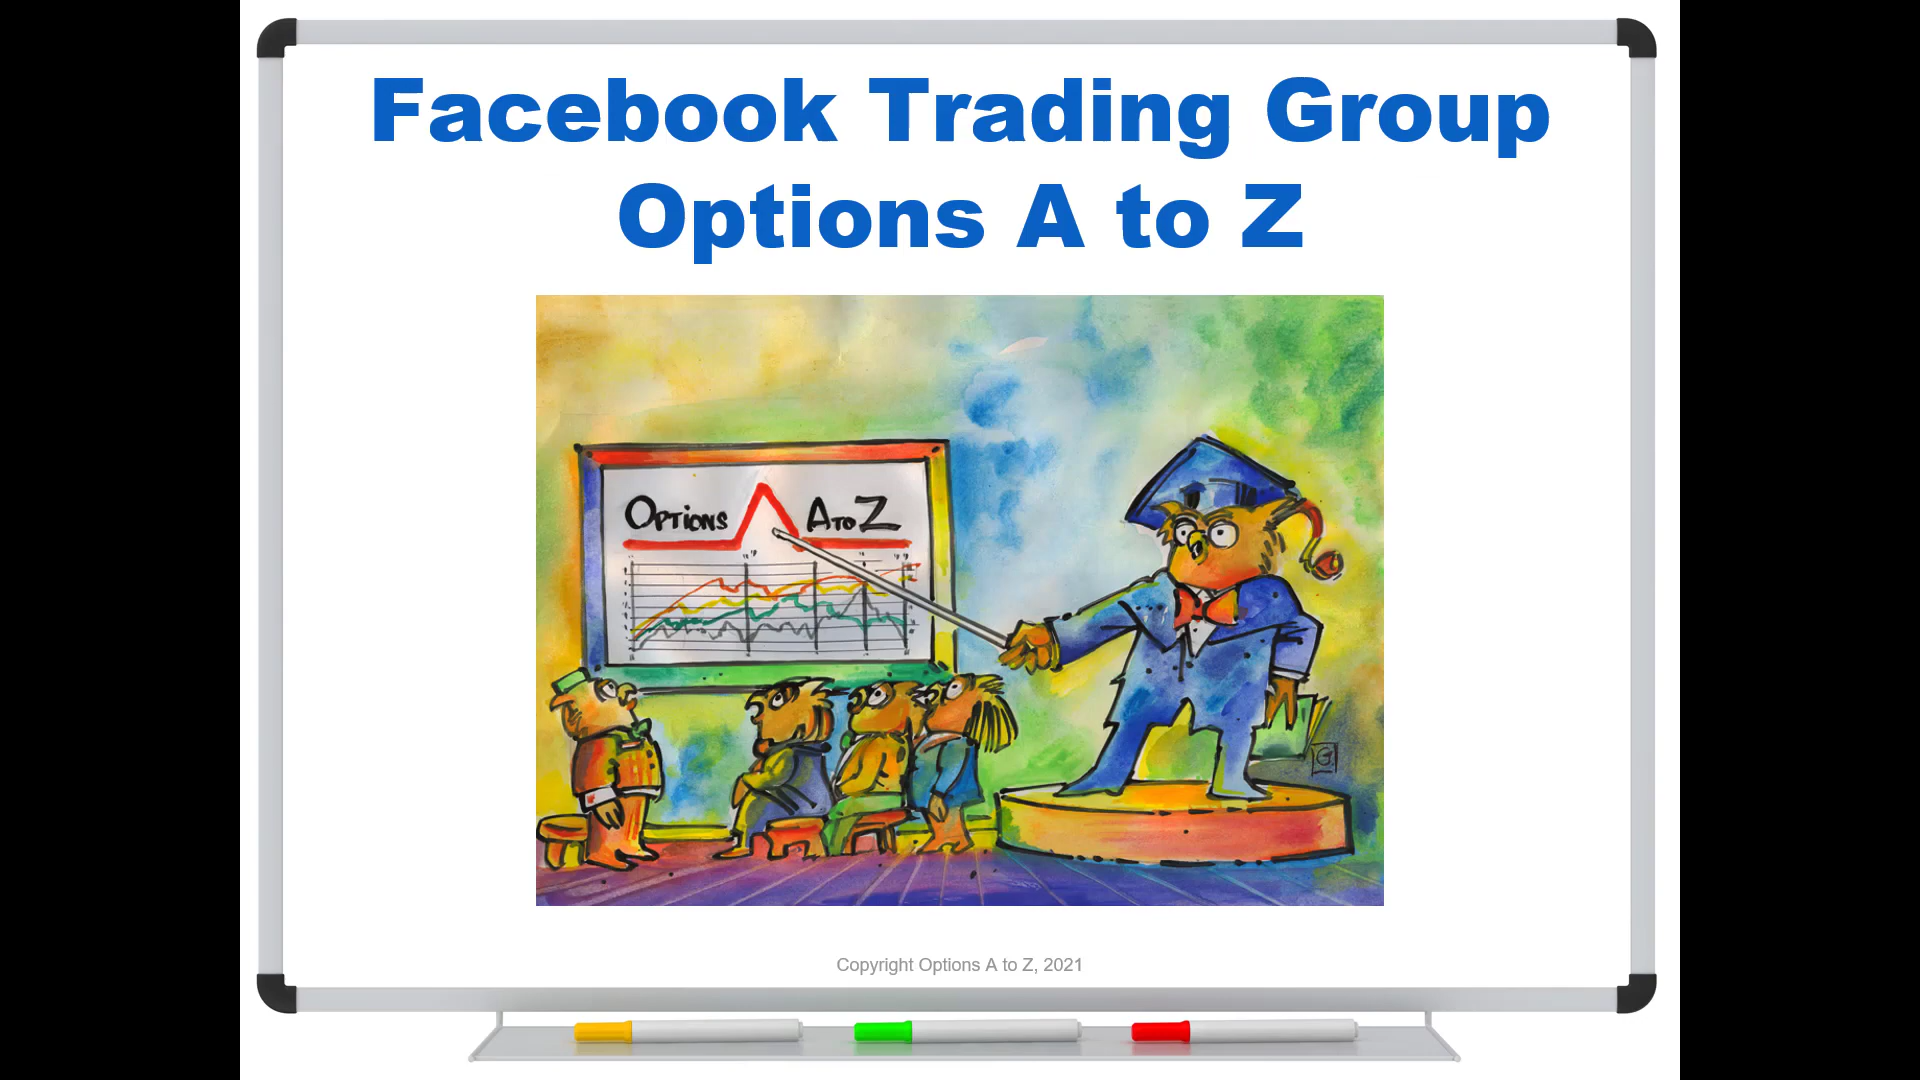 Facebook Trading Group
Options A to Z
OPTIONS A TO Z
G
Copyright Options A to Z, 2021